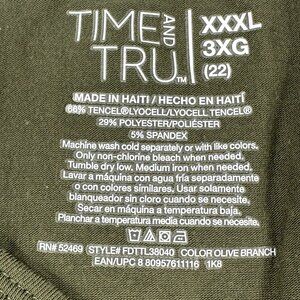 TIME AND TRU™
XXXL
3XG
(22)
MADE IN HAITI / HECHO EN HAITÍ
66% TENCEL®LYOCELL/LYOCELL TENCEL®
29% POLYESTER/POLIÉSTER
5% SPANDEX
Machine wash cold separately or with like colors.
Only non-chlorine bleach when needed.
Tumble dry low. Medium iron when needed.
Lavar a máquina con agua fría separadamente
o con colores similares. Usar solamente
blanqueador sin cloro cuando se necesite.
Secar en máquina a temperatura baja.
Planchar a temperatura media cuando se necesite.
RN# 52469 STYLE# FDTTL38040 COLOR OLIVE BRANCH
EAN/UPC 8 80957611116 1K8